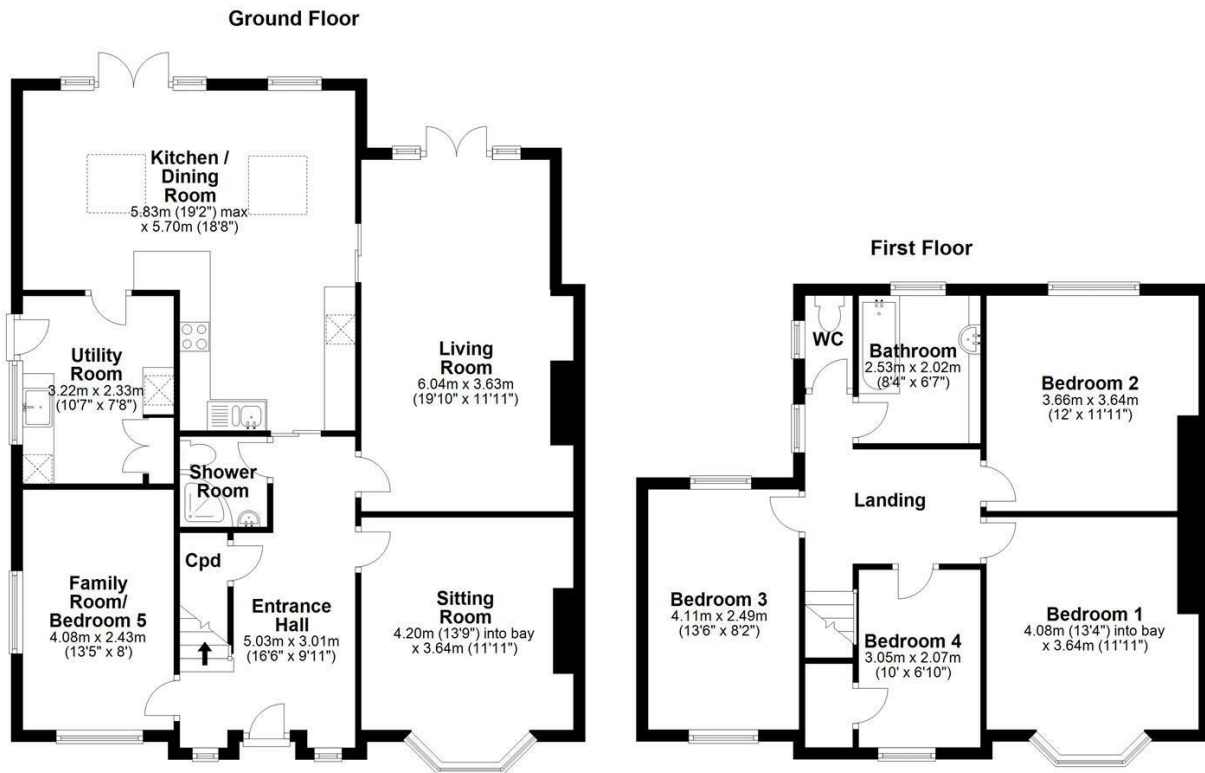 Ground Floor
Kitchen /
Dining
Room
5.83m (19'2") max
x 5.70m (18'8")
Utility
Room
3.22m x 2.33m
(10'7" x 7'8")
Living
Room
6.04m x 3.63m
(19'10" x 11'11")
Shower
Room
Cpd
Family
Room/
Bedroom 5
4.08m x 2.43m
(13'5" x 8')
Entrance
Hall
5.03m x 3.01m
(16'6" x 9'11")
Sitting
Room
4.20m (13'9") into bay
x 3.64m (11'11")
First Floor
WC
Bathroom
2.53m x 2.02m
(8'4" x 6'7")
Bedroom 2
3.66m x 3.64m
(12' x 11'11")
Landing
Bedroom 3
4.11m x 2.49m
(13'6" x 8'2")
Bedroom 4
3.05m x 2.07m
(10' x 6'10")
Bedroom 1
4.08m (13'4") into bay
x 3.64m (11'11")